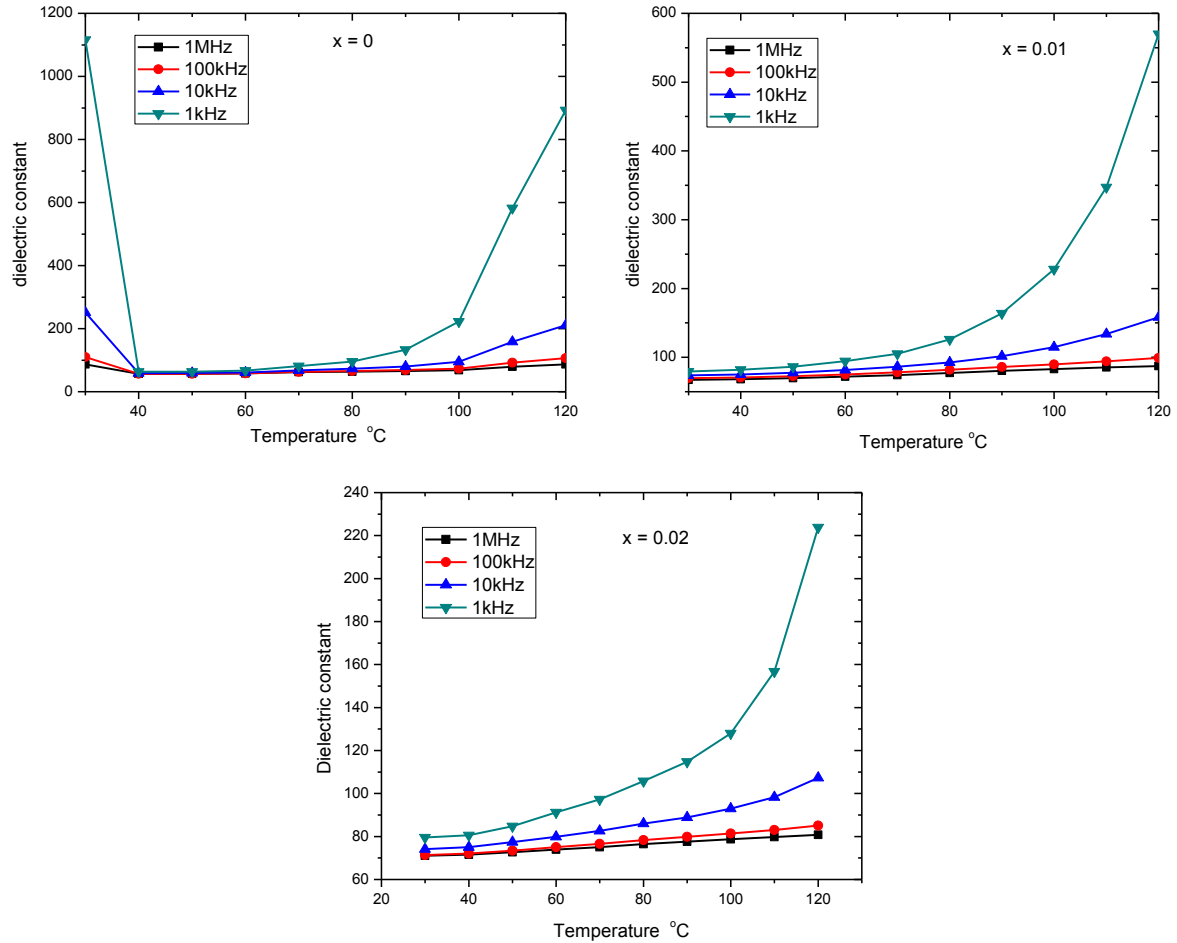 1200
1000
800
600
400
200
0
dielectric constant
1MHz
100kHz
10kHz
1kHz
x = 0
40 60 80 100 120
Temperature °C
600
500
400
300
200
100
dielectric constant
1MHz
100kHz
10kHz
1kHz
x = 0.01
40 60 80 100 120
Temperature °C
240
220
200
180
160
140
120
100
80
60
Dielectric constant
1MHz
100kHz
10kHz
1kHz
x = 0.02
20 40 60 80 100 120
Temperature °C